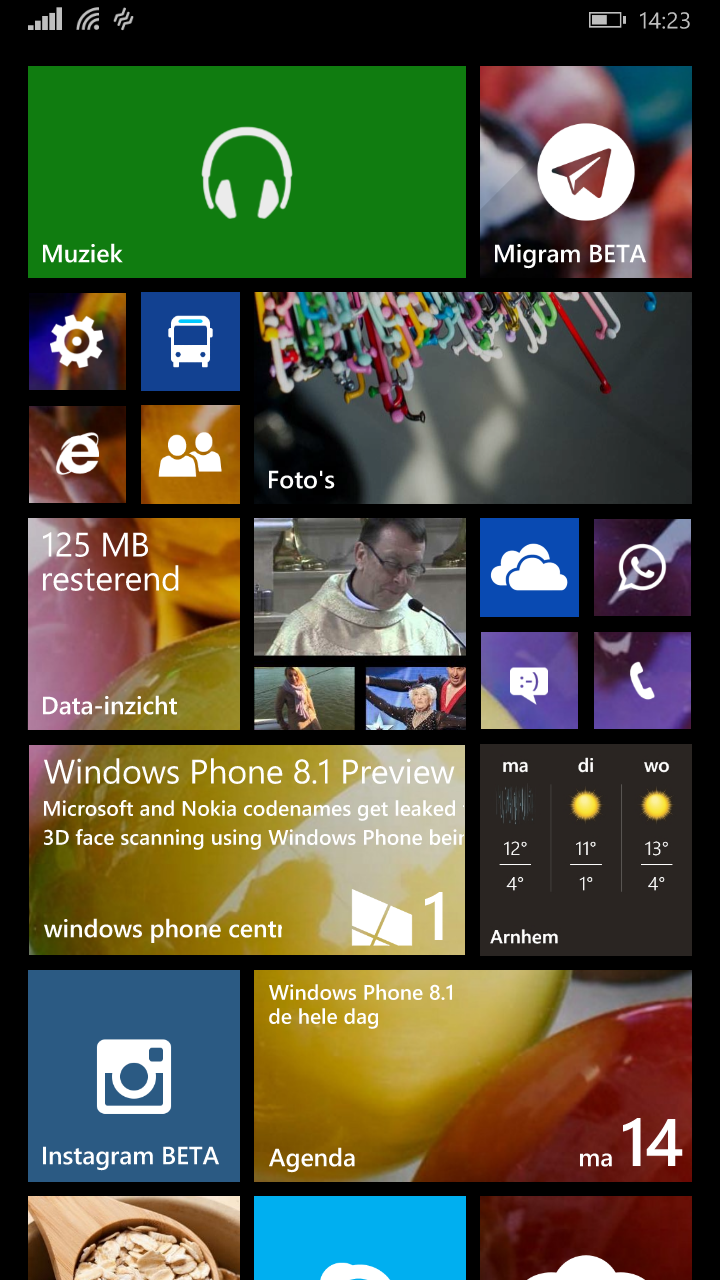 14:23
Muziek
Migram BETA
Foto's
125 MB
resterend
Data-inzicht
:-)
Windows Phone 8.1 Preview
Microsoft and Nokia codenames get leaked
3D face scanning using Windows Phone bein
windows phone centr
1
ma di wo
12° 11° 13°
4° 1° 4°
Arnhem
Instagram BETA
Windows Phone 8.1
de hele dag
Agenda
ma 14